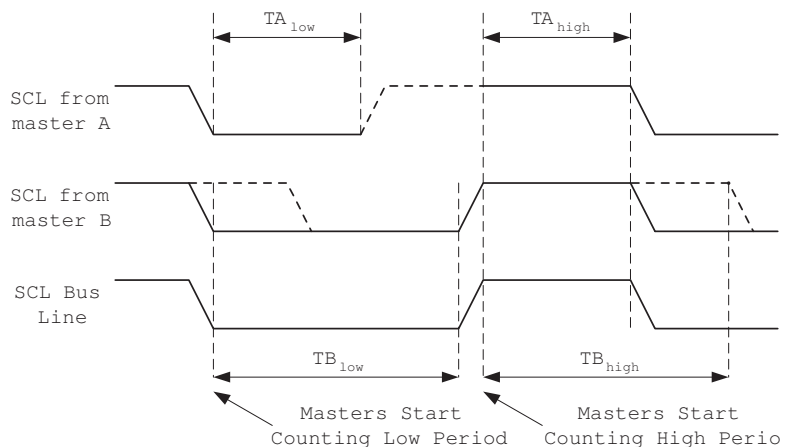 TA low
TA high
SCL from
master A
SCL from
master B
SCL Bus
Line
TB low
TB high
Masters Start
Counting Low Period
Masters Start
Counting High Perio